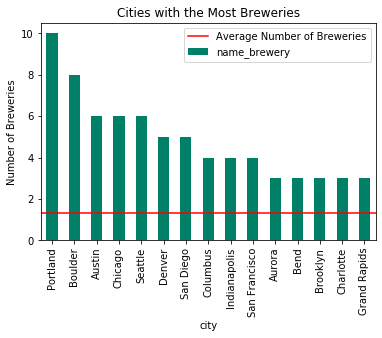 Cities with the Most Breweries
Average Number of Breweries
name_brewery
Number of Breweries
10
8
6
4
2
0
Portland
Boulder
Austin
Chicago
Seattle
Denver
San Diego
Columbus
Indianapolis
San Francisco
Aurora
Bend
Brooklyn
Charlotte
Grand Rapids
city